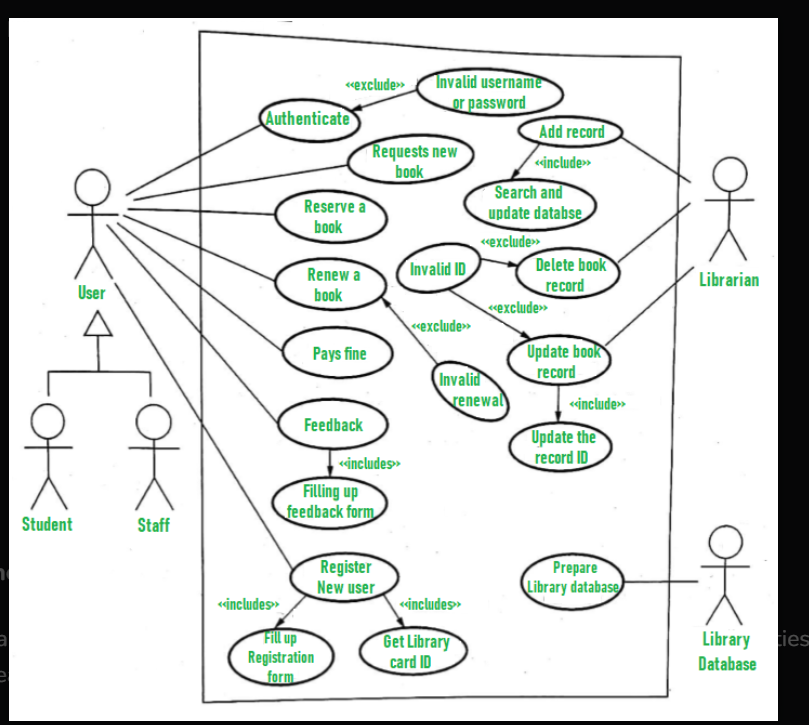 «exclude»
Invalid username
or password
Authenticate
Add record
Requests new
book
«include»
Search and
update databse
Reserve a
book
«exclude»
Invalid ID
Delete book
record
Renew a
book
«exclude»
«exclude»
User
Librarian
Pays fine
Update book
record
Invalid
renewal
«include»
Feedback
Update the
record ID
«includes»
Filling up
feedback form
Student
Staff
Register
New user
Prepare
Library database
«includes»
«includes»
Fill up
Registration
form
Get Library
card ID
Library
Database
ties